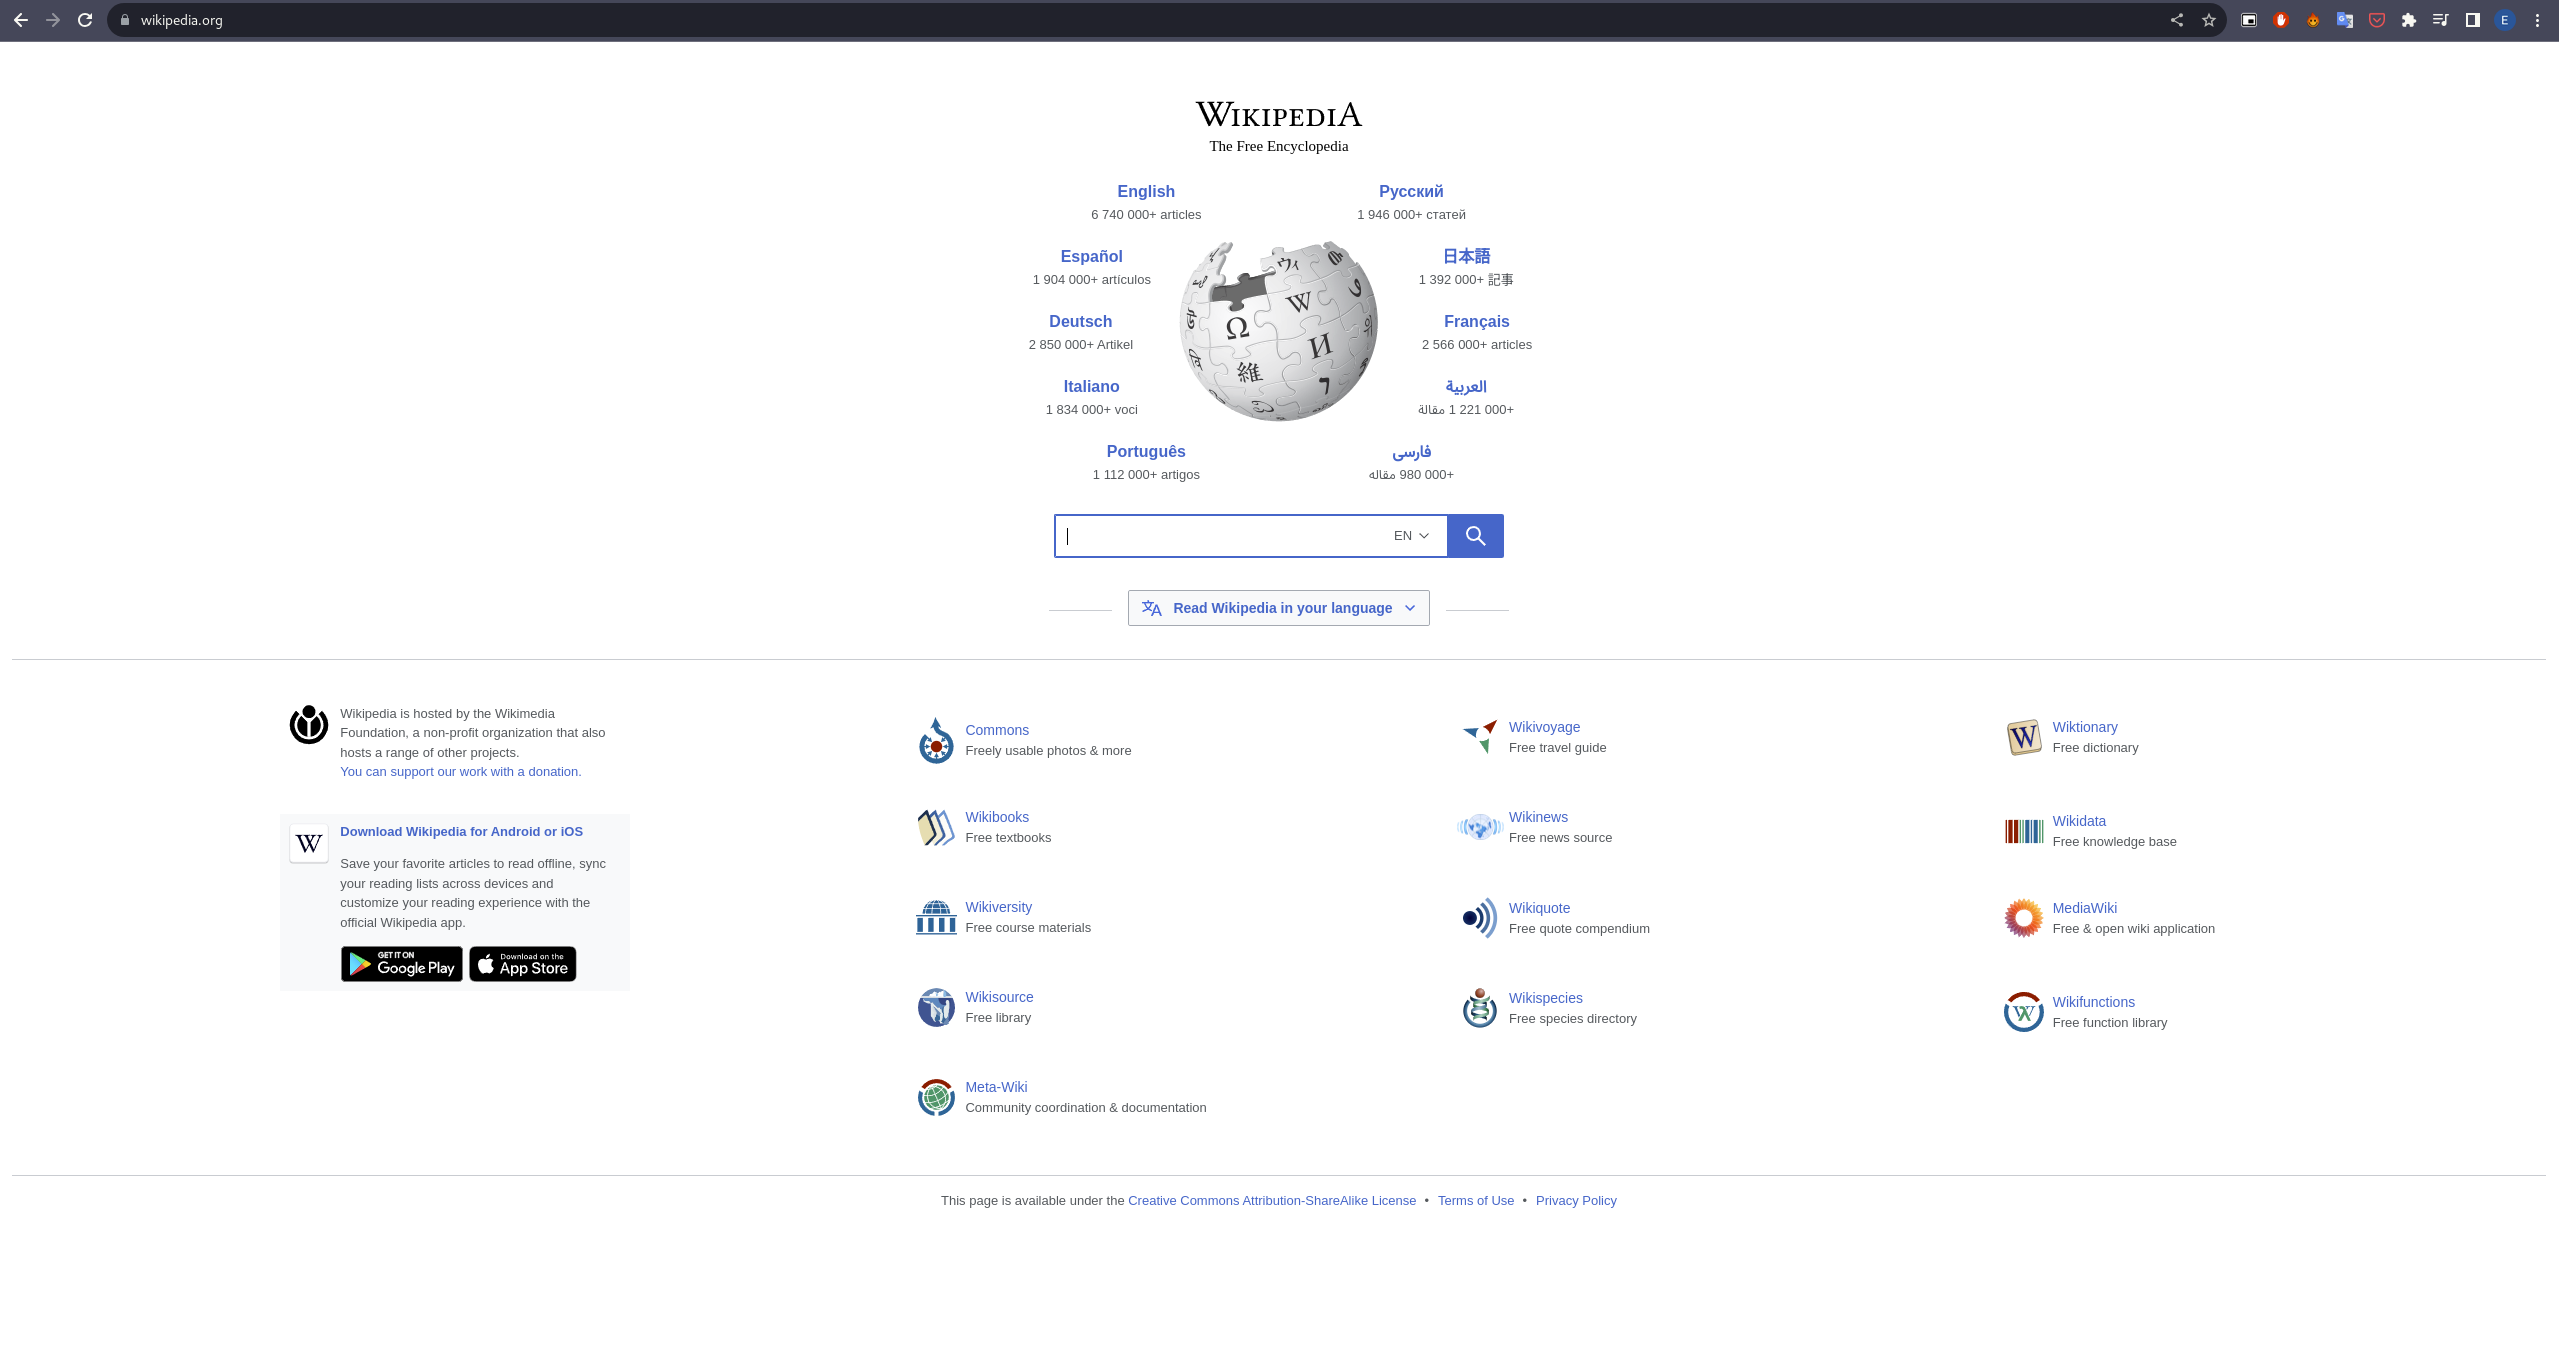 wikipedia.org
E
WIKIPEDIA
The Free Encyclopedia
English
6 740 000+ articles
Русский
1 946 000+ статей
Español
1 904 000+ artículos
日本語
1 392 000+ 記事
Deutsch
2 850 000+ Artikel
Français
2 566 000+ articles
Italiano
1 834 000+ voci
العربية
1 221 000+ مقالة
Português
1 112 000+ artigos
فارسی
980 000+ مقاله
Ω
W
И
維
ウィ
EN
Read Wikipedia in your language
Wikipedia is hosted by the Wikimedia
Foundation, a non-profit organization that also
hosts a range of other projects.
You can support our work with a donation.
W
Download Wikipedia for Android or iOS
Save your favorite articles to read offline, sync
your reading lists across devices and
customize your reading experience with the
official Wikipedia app.
GET IT ON
Google Play
Download on the
App Store
Commons
Freely usable photos & more
Wikivoyage
Free travel guide
W
Wiktionary
Free dictionary
Wikibooks
Free textbooks
Wikinews
Free news source
Wikidata
Free knowledge base
Wikiversity
Free course materials
Wikiquote
Free quote compendium
MediaWiki
Free & open wiki application
Wikisource
Free library
Wikispecies
Free species directory
Wikifunctions
Free function library
Meta-Wiki
Community coordination & documentation
This page is available under the Creative Commons Attribution-ShareAlike License • Terms of Use • Privacy Policy